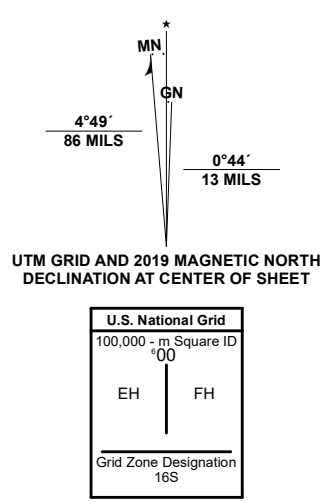 MN
GN
4°49´
86 MILS
0°44´
13 MILS
UTM GRID AND 2019 MAGNETIC NORTH
DECLINATION AT CENTER OF SHEET
U.S. National Grid
100,000 - m Square ID
⁶00
EH FH
Grid Zone Designation
16S